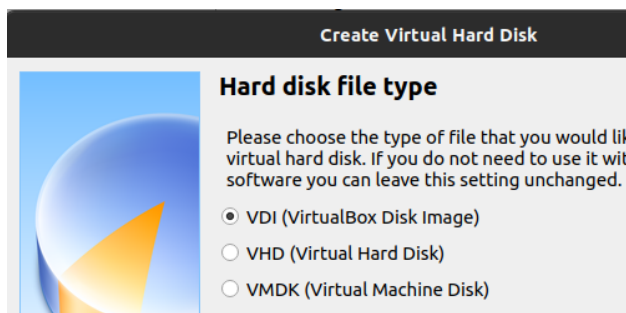 Create Virtual Hard Disk
Hard disk file type
Please choose the type of file that you would
virtual hard disk. If you do not need to use it
software you can leave this setting unchanged.
VDI (VirtualBox Disk Image)
VHD (Virtual Hard Disk)
VMDK (Virtual Machine Disk)